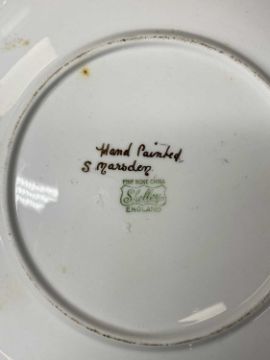 Hand Painted
S Marsden
FINE BONE CHINA
Shelley
ENGLAND